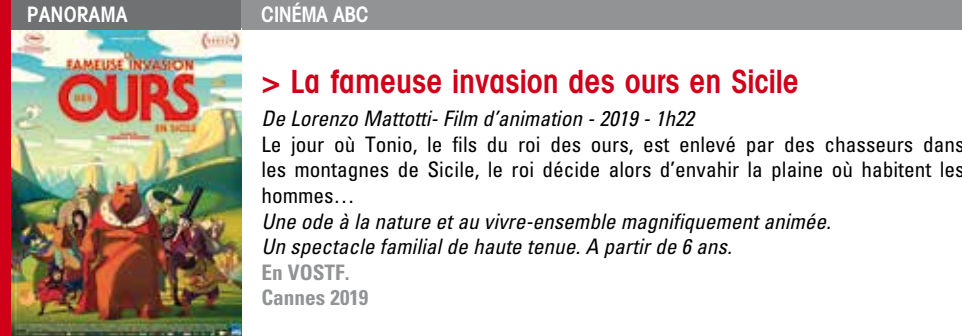 PANORAMA
CINÉMA ABC
LA
FAMEUSE INVASION
DES
OURS
EN SICILE
> La fameuse invasion des ours en Sicile
De Lorenzo Mattotti- Film d’animation - 2019 - 1h22
Le jour où Tonio, le fils du roi des ours, est enlevé par des chasseurs dans
les montagnes de Sicile, le roi décide alors d’envahir la plaine où habitent les
hommes…
Une ode à la nature et au vivre-ensemble magnifiquement animée.
Un spectacle familial de haute tenue. A partir de 6 ans.
En VOSTF.
Cannes 2019